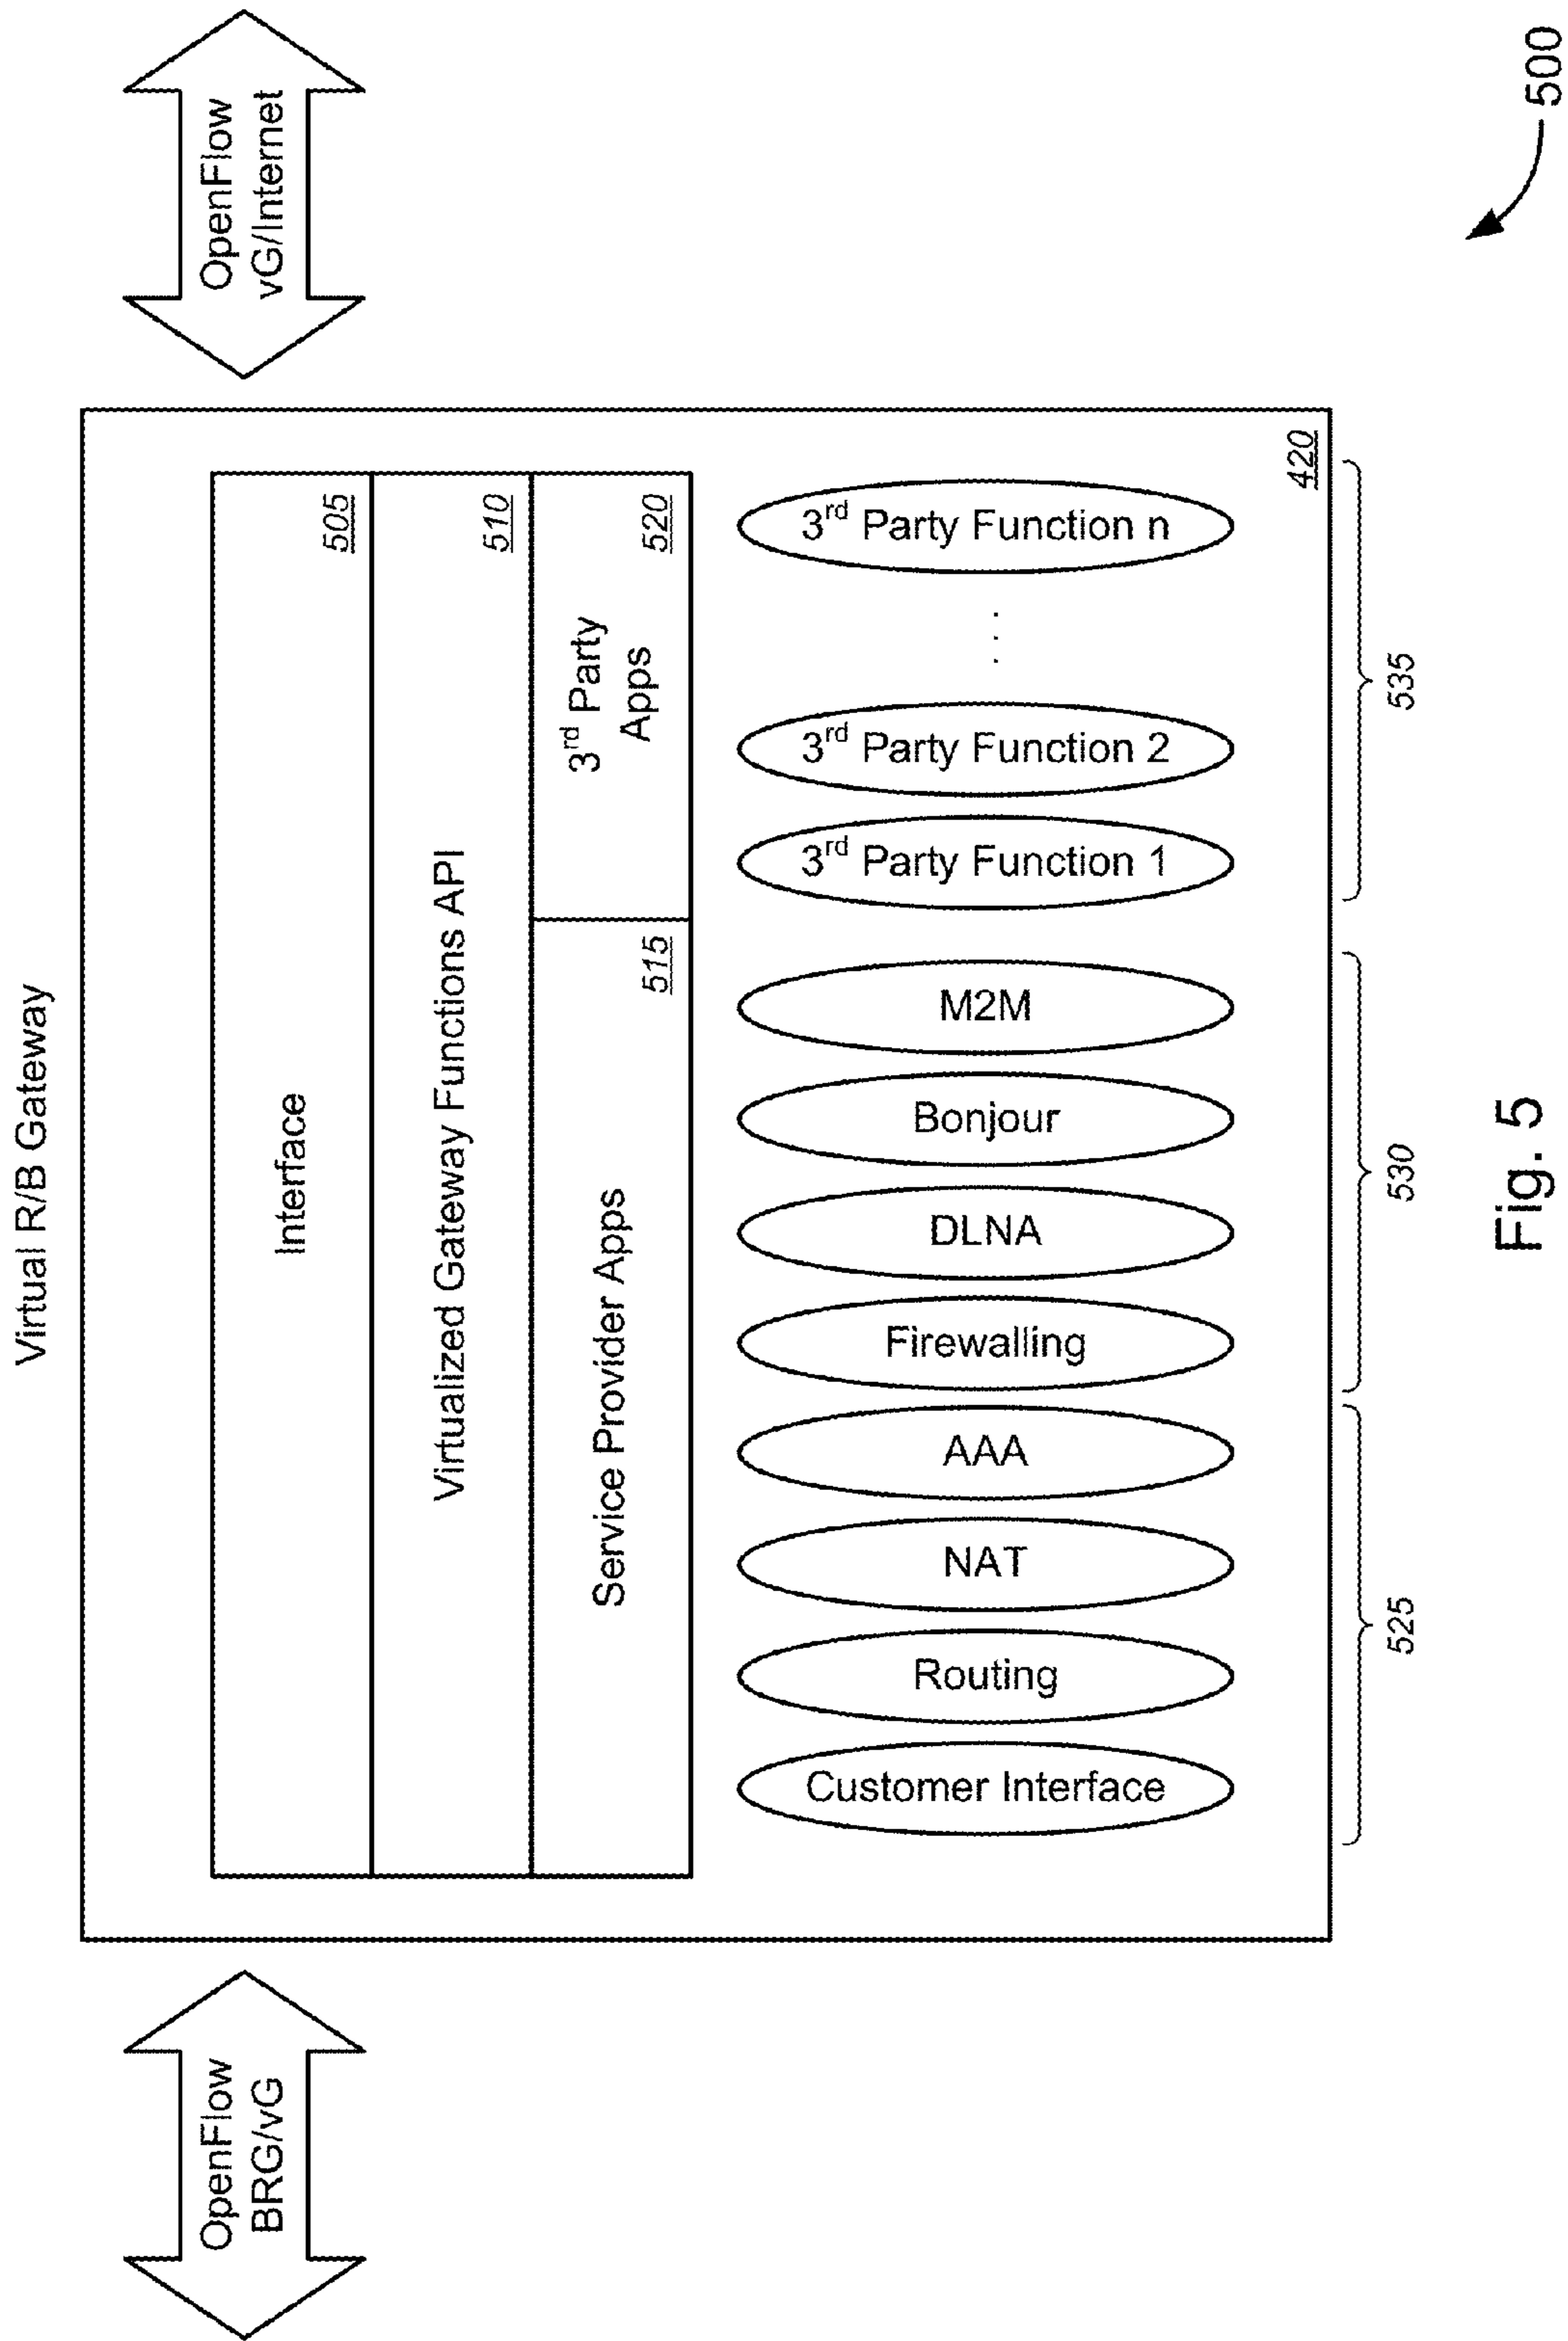 Virtual R/B Gateway
OpenFlow
BRG/vG
OpenFlow
vG/Internet
Interface
505
Virtualized Gateway Functions API
510
Service Provider Apps
515
3rd Party
Apps
520
Customer Interface
Routing
NAT
AAA
Firewalling
DLNA
Bonjour
M2M
3rd Party Function 1
3rd Party Function 2
. . .
3rd Party Function n
420
525
530
535
Fig. 5
500